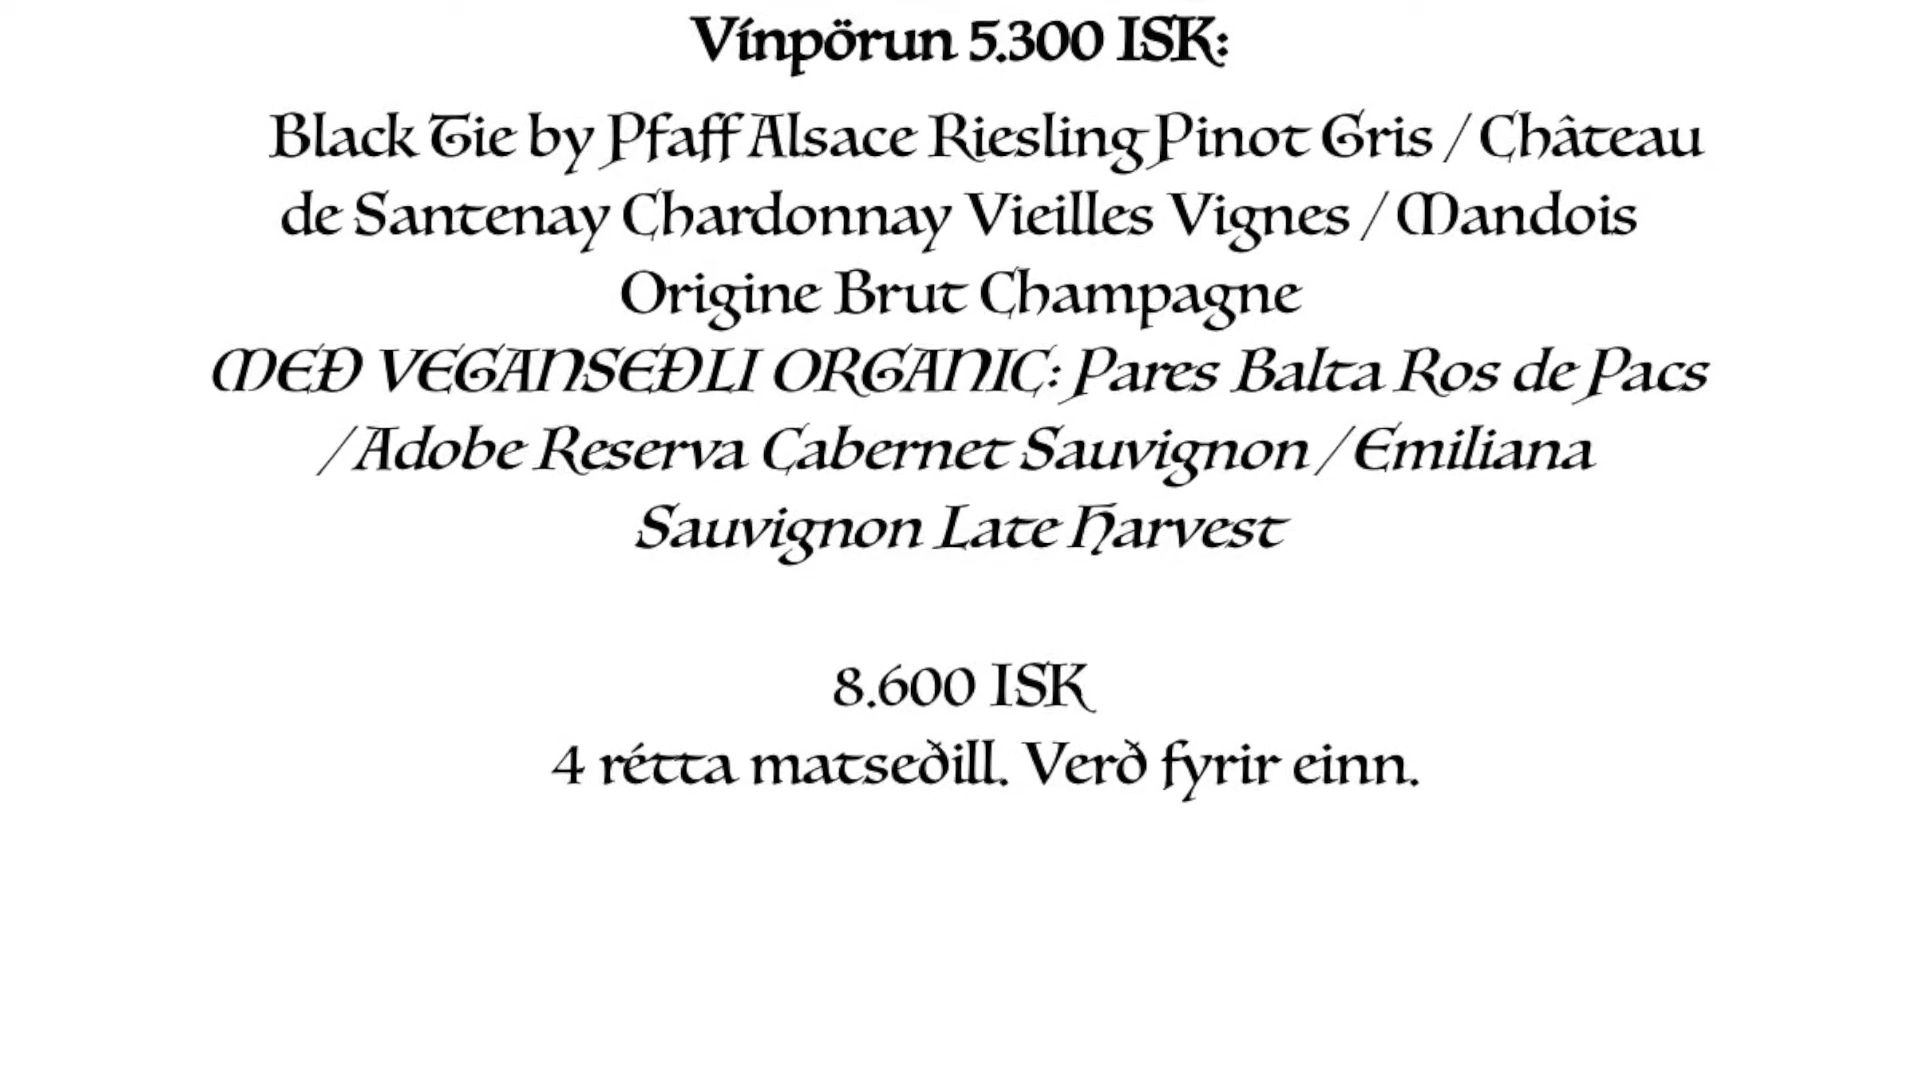 Vínpörun 5.300 ISK:
Black Tie by Pfaff Alsace Riesling Pinot Gris / Château
de Santenay Chardonnay Vieilles Vignes / Mandois
Origine Brut Champagne
MEÐ VEGANSEÐLI ORGANIC: Pares Balta Ros de Pacs
/ Adobe Reserva Cabernet Sauvignon / Emiliana
Sauvignon Late Harvest
8.600 ISK
4 rétta matseðill. Verð fyrir einn.